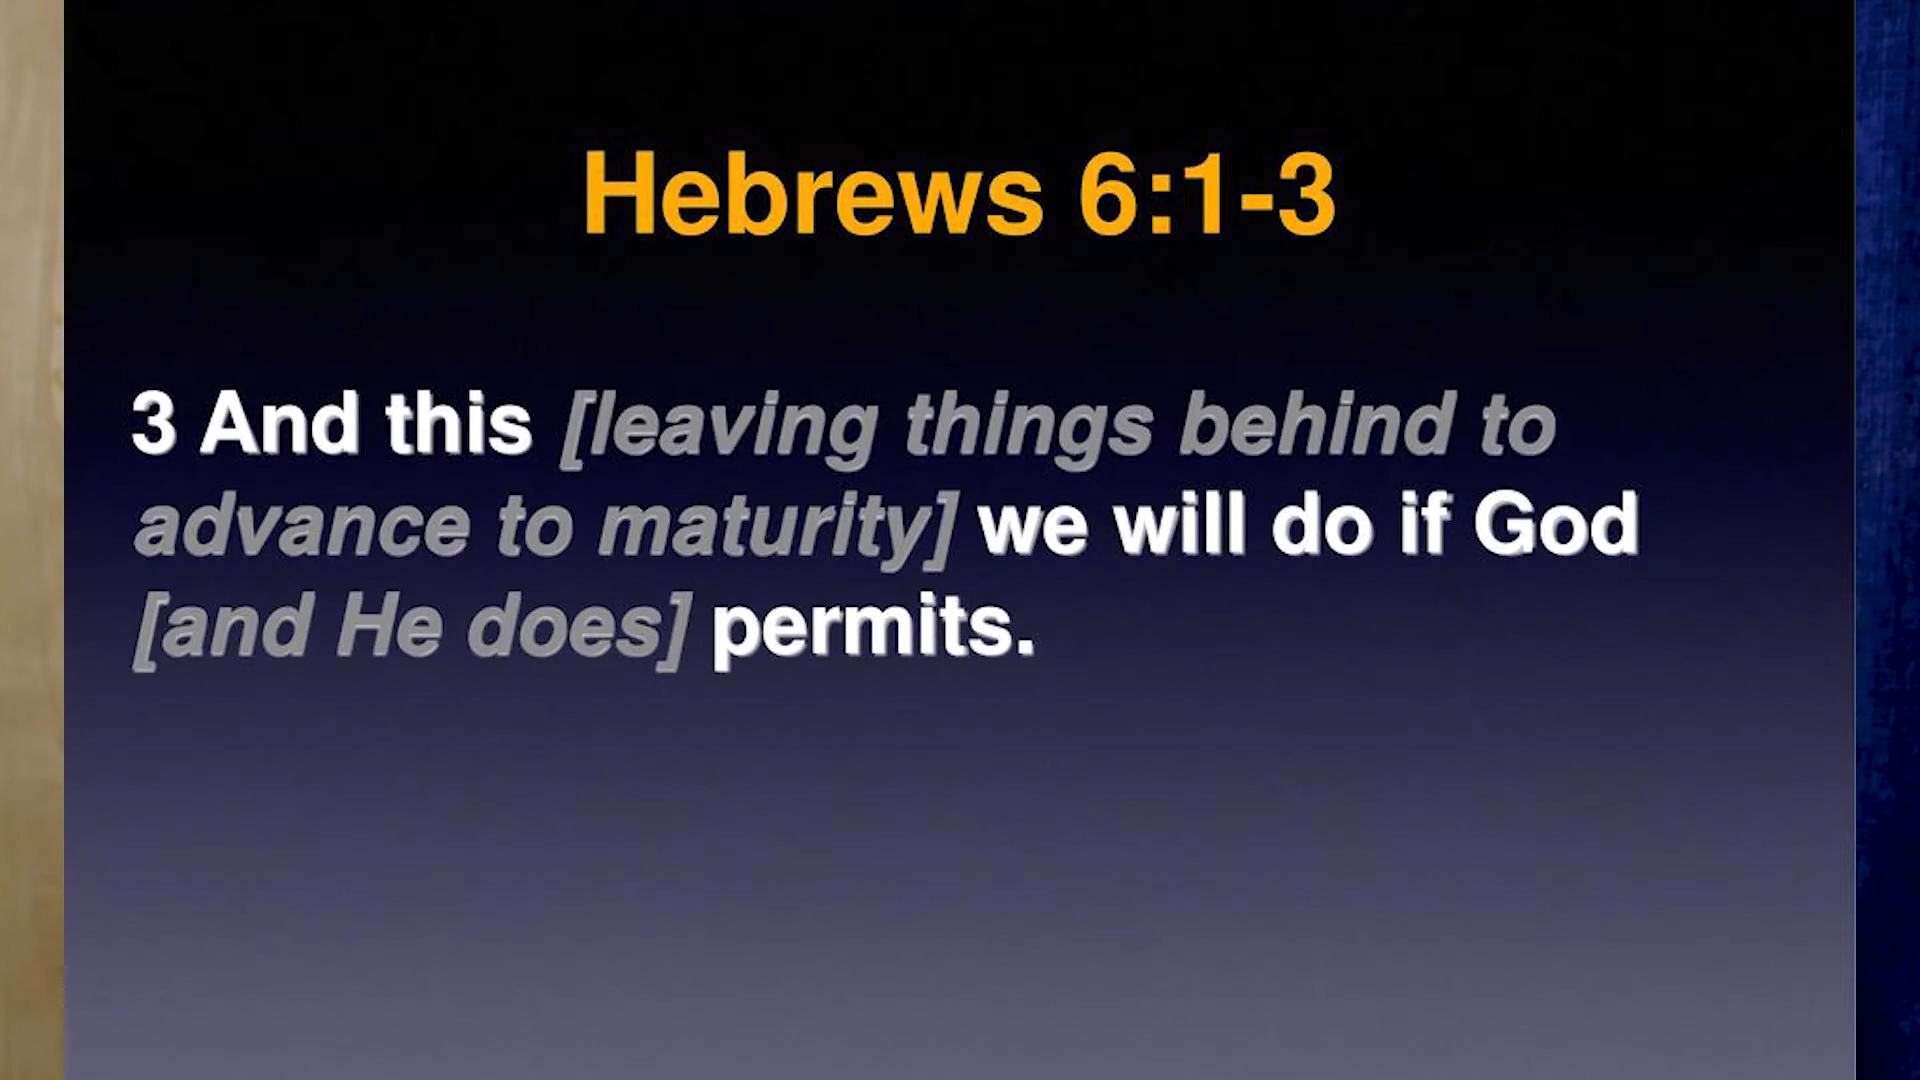 Hebrews 6:1-3
3 And this [leaving things behind to
advance to maturity] we will do if God
[and He does] permits.